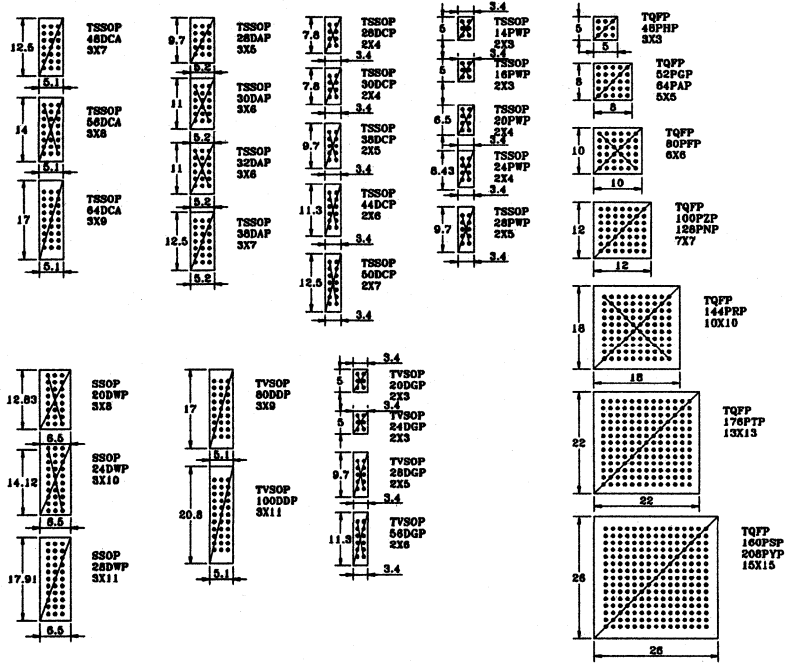 12.5
5.1
TSSOP
48DCA
3X7
14
5.1
TSSOP
56DCA
3X8
17
5.1
TSSOP
64DCA
3X9
9.7
5.2
TSSOP
28DAP
3X5
11
5.2
TSSOP
30DAP
3X6
11
5.2
TSSOP
32DAP
3X6
12.5
5.2
TSSOP
38DAP
3X7
7.8
3.4
TSSOP
28DCP
2X4
7.8
3.4
TSSOP
30DCP
2X4
9.7
3.4
TSSOP
38DCP
2X5
11.3
3.4
TSSOP
44DCP
2X6
12.5
3.4
TSSOP
50DCP
2X7
3.4
5
TSSOP
14PWP
2X3
3.4
5
TSSOP
16PWP
2X3
6.5
3.4
TSSOP
20PWP
2X4
8.43
3.4
TSSOP
24PWP
2X4
9.7
3.4
TSSOP
28PWP
2X5
5
5
TQFP
48PHP
3X3
8
8
TQFP
52PGP
64PAP
5X5
10
10
TQFP
80PFP
6X6
12
12
TQFP
100PZP
128PNP
7X7
18
18
TQFP
144PRP
10X10
22
22
TQFP
176PTP
13X13
26
26
TQFP
160PSP
208PYP
15X15
12.83
6.5
SSOP
20DWP
3X8
14.12
6.5
SSOP
24DWP
3X10
17.91
6.5
SSOP
28DWP
3X11
17
5.1
TVSOP
80DDP
3X9
20.8
5.1
TVSOP
100DDP
3X11
3.4
5
TVSOP
20DGP
2X3
3.4
5
TVSOP
24DGP
2X3
9.7
3.4
TVSOP
28DGP
2X5
11.3
3.4
TVSOP
56DGP
2X6